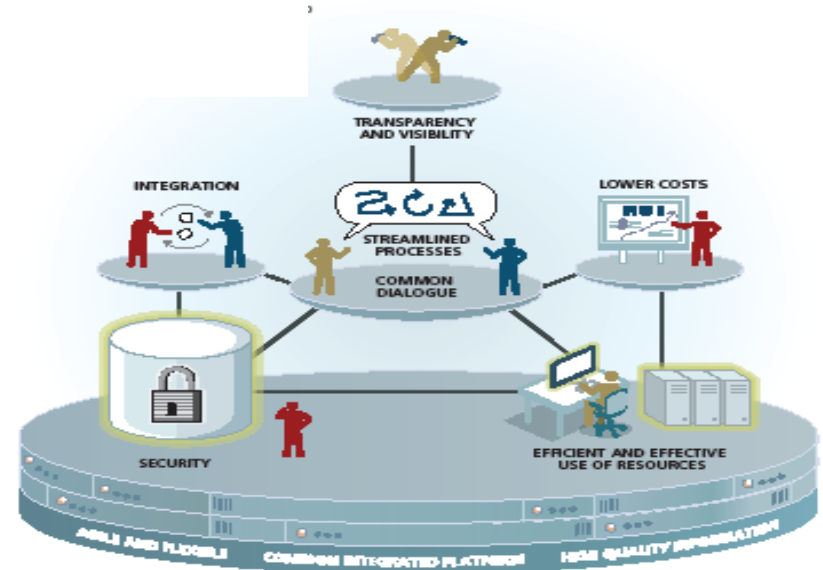 TRANSPARENCY
AND VISIBILITY
INTEGRATION
LOWER COSTS
STREAMLINED
PROCESSES
COMMON
DIALOGUE
SECURITY
EFFICIENT AND EFFECTIVE
USE OF RESOURCES
AGILE AND FLEXIBLE
COMMON INTEGRATED PLATFORM
HIGH QUALITY INFORMATION